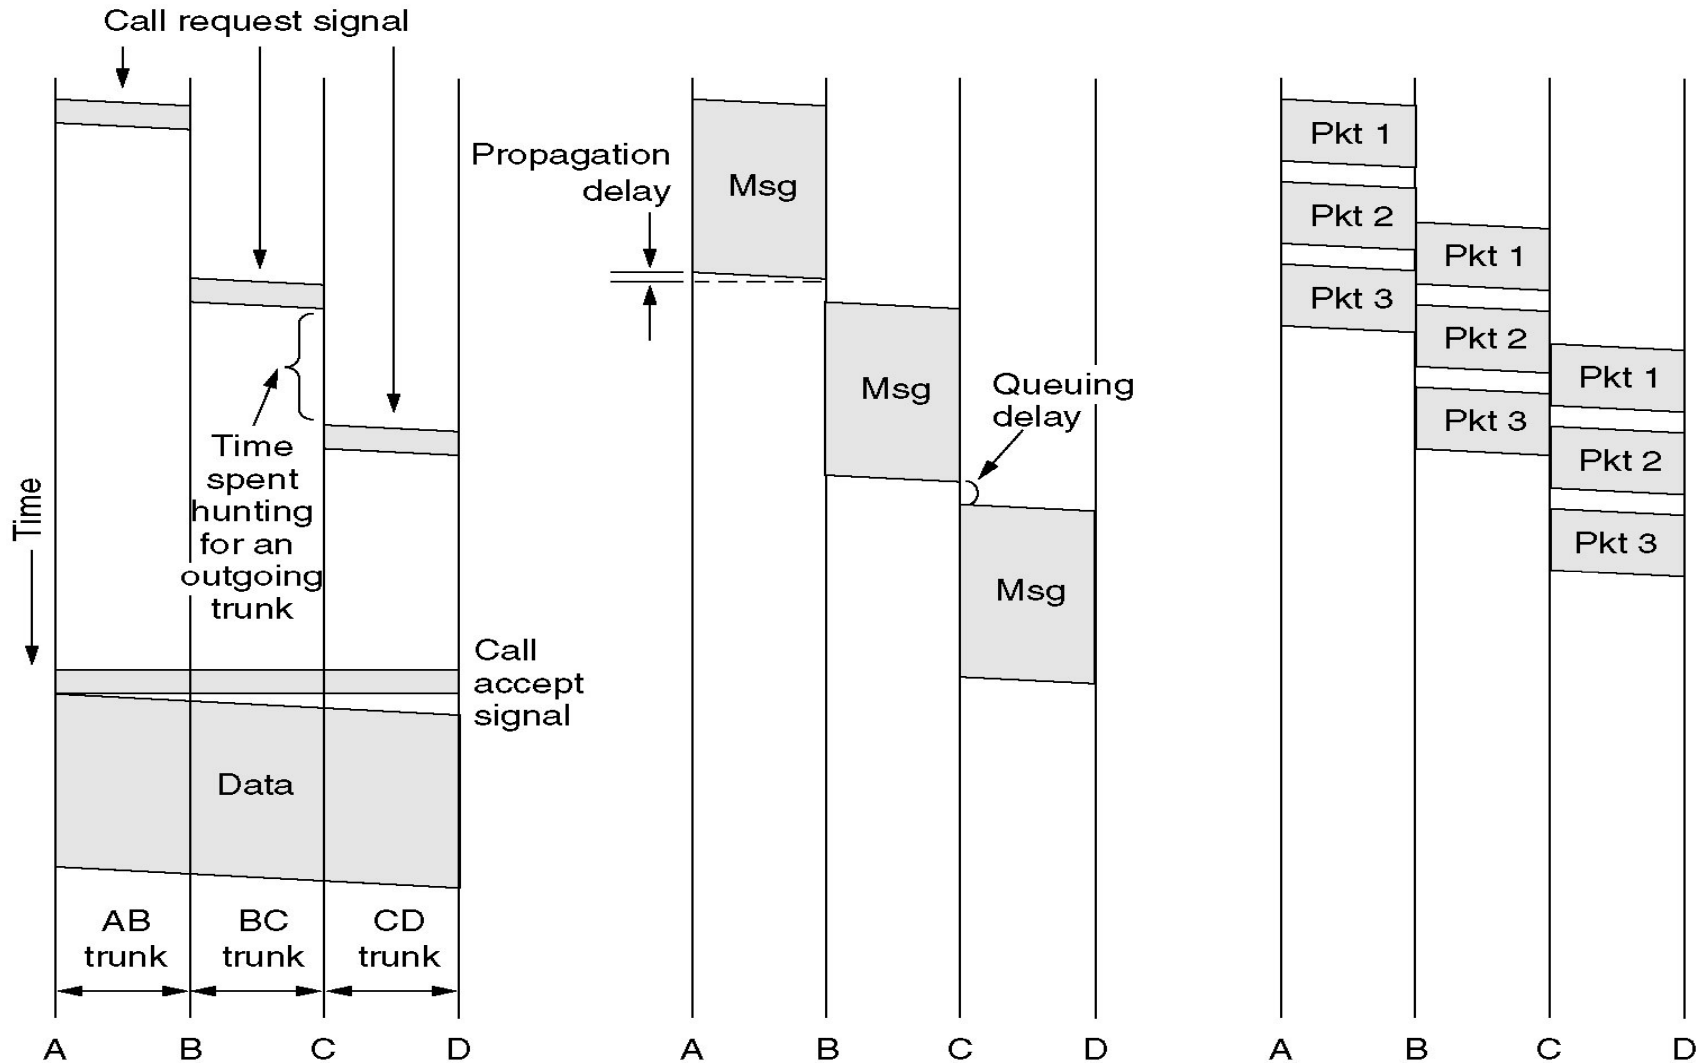 Call request signal
Propagation
delay
Msg
Msg
Queuing
delay
Msg
Pkt 1
Pkt 2
Pkt 3
Pkt 1
Pkt 2
Pkt 3
Pkt 1
Pkt 2
Pkt 3
Time
spent
hunting
for an
outgoing
trunk
Time
Call
accept
signal
Data
AB
trunk
BC
trunk
CD
trunk
A B C D
A B C D
A B C D